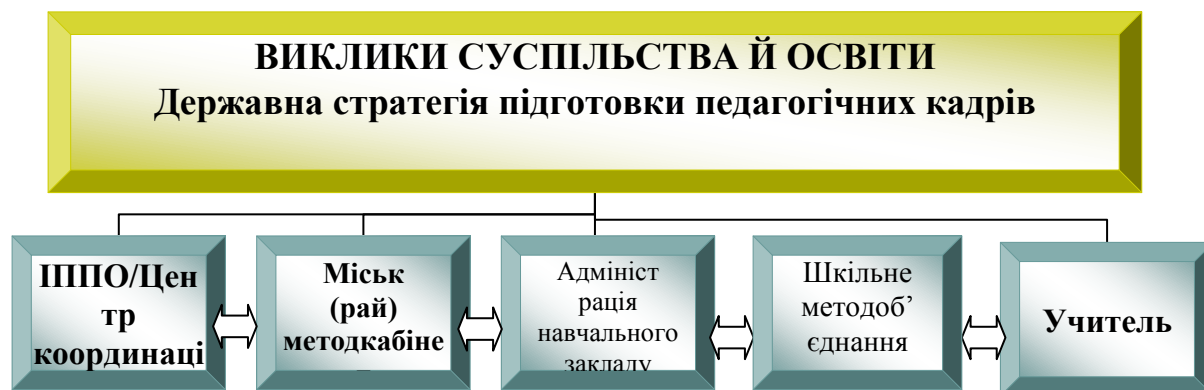 ВИКЛИКИ СУСПІЛЬСТВА Й ОСВІТИ
Державна стратегія підготовки педагогічних кадрів
ІППО/Цен
тр
координаці
Міськ
(рай)
методкабіне
Адмініст
рація
навчального
закладу
Шкільне
методоб’
єднання
Учитель